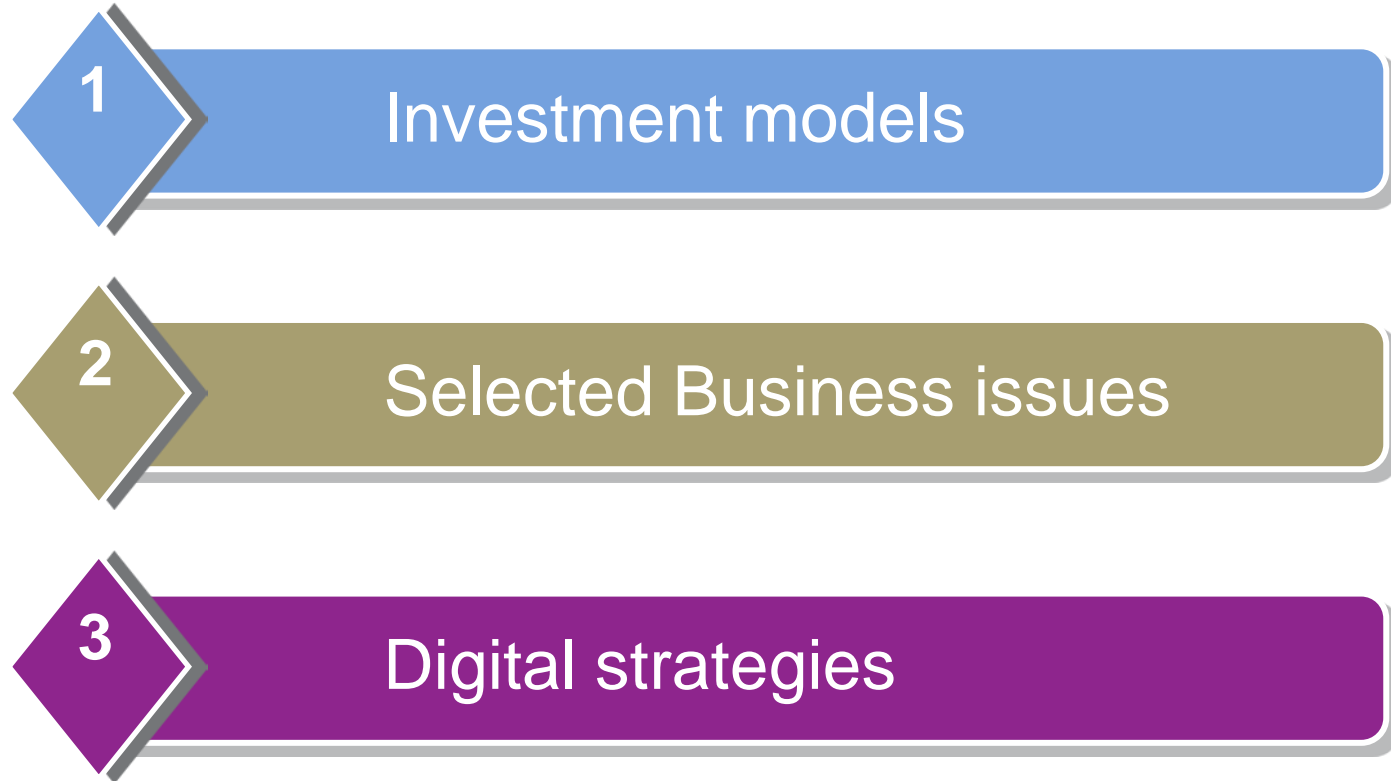 1
Investment models
2
Selected Business issues
3
Digital strategies